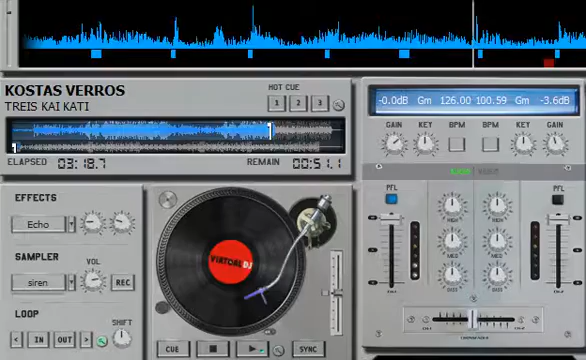 KOSTAS VERROS
TREIS KAI KATI
HOT CUE
1 2 3
ELAPSED 03:18.7
REMAIN 00:51.1
-0.0dB Gm 126.00 100.59 Gm -3.6dB
GAIN KEY BPM BPM KEY GAIN
EFFECTS
Echo
SAMPLER
VOL
siren
REC
LOOP
SHIFT
< IN OUT >
VIRTUAL DJ
CUE
SYNC
PFL
PFL
HIGH
HIGH
MED
MED